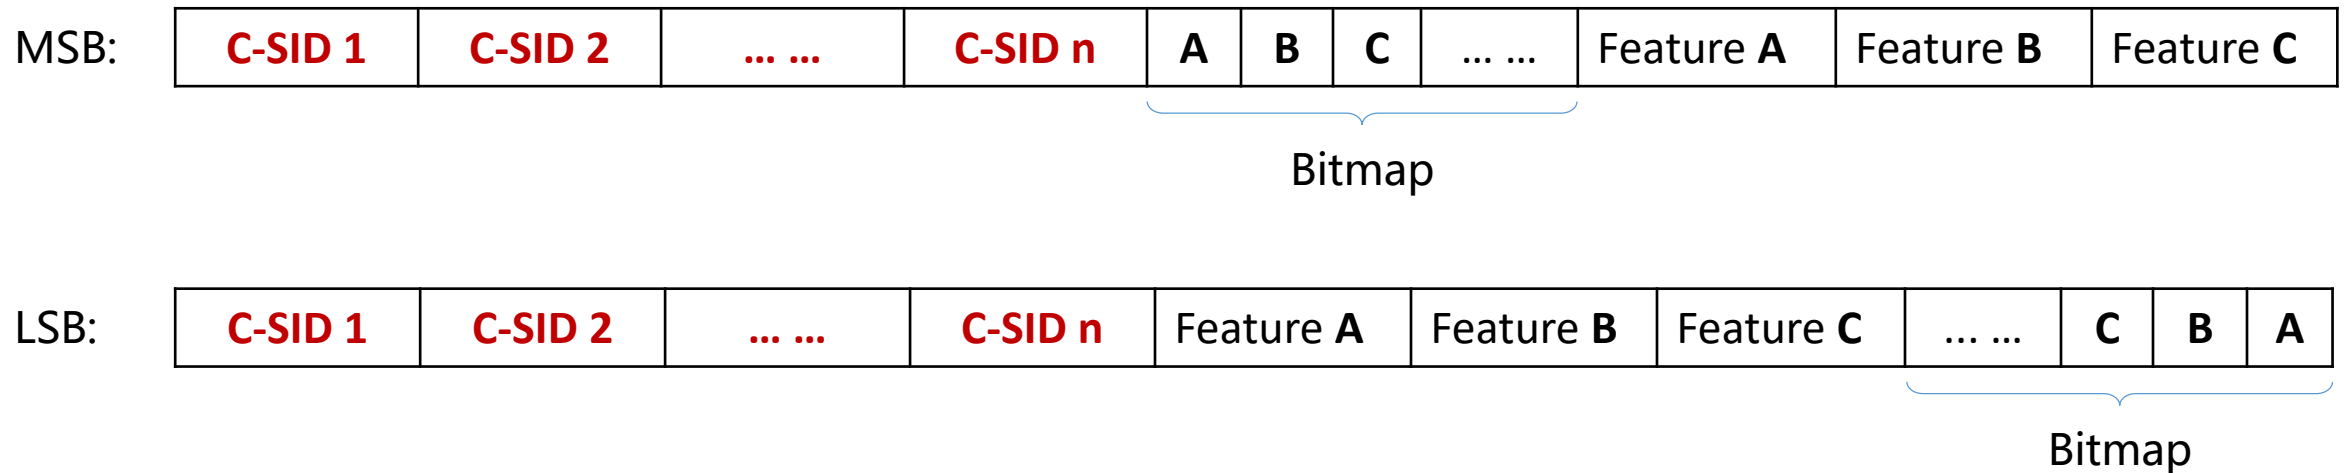 MSB: C-SID 1 C-SID 2 ... ... C-SID n A B C ... ... Feature A Feature B Feature C
Bitmap
LSB: C-SID 1 C-SID 2 ... ... C-SID n Feature A Feature B Feature C ... ... C B A
Bitmap